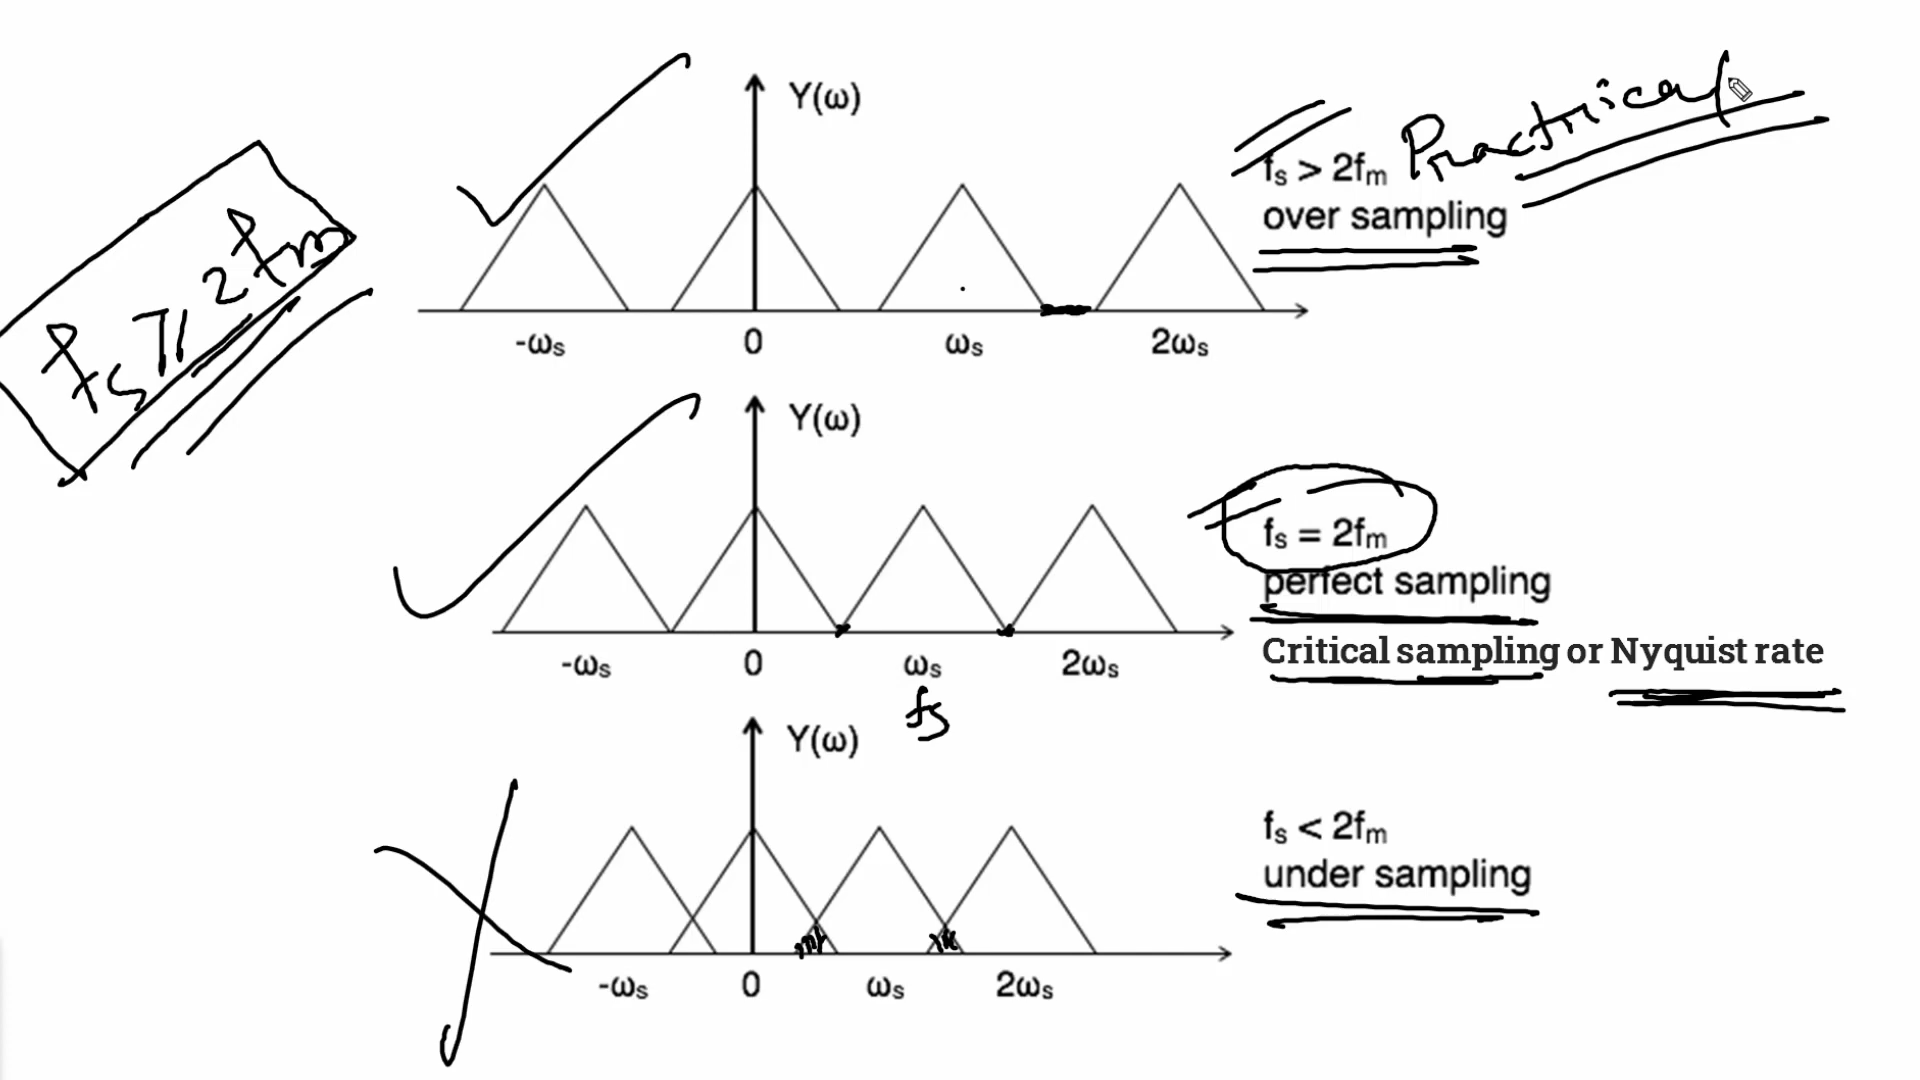 Y(ω)
fs > 2fm Practrical
over sampling
-ωs 0 ωs 2ωs
fs ≥ 2fm
Y(ω)
fs = 2fm
perfect sampling
Critical sampling or Nyquist rate
-ωs 0 ωs 2ωs
fs
Y(ω)
fs < 2fm
under sampling
-ωs 0 ωs 2ωs